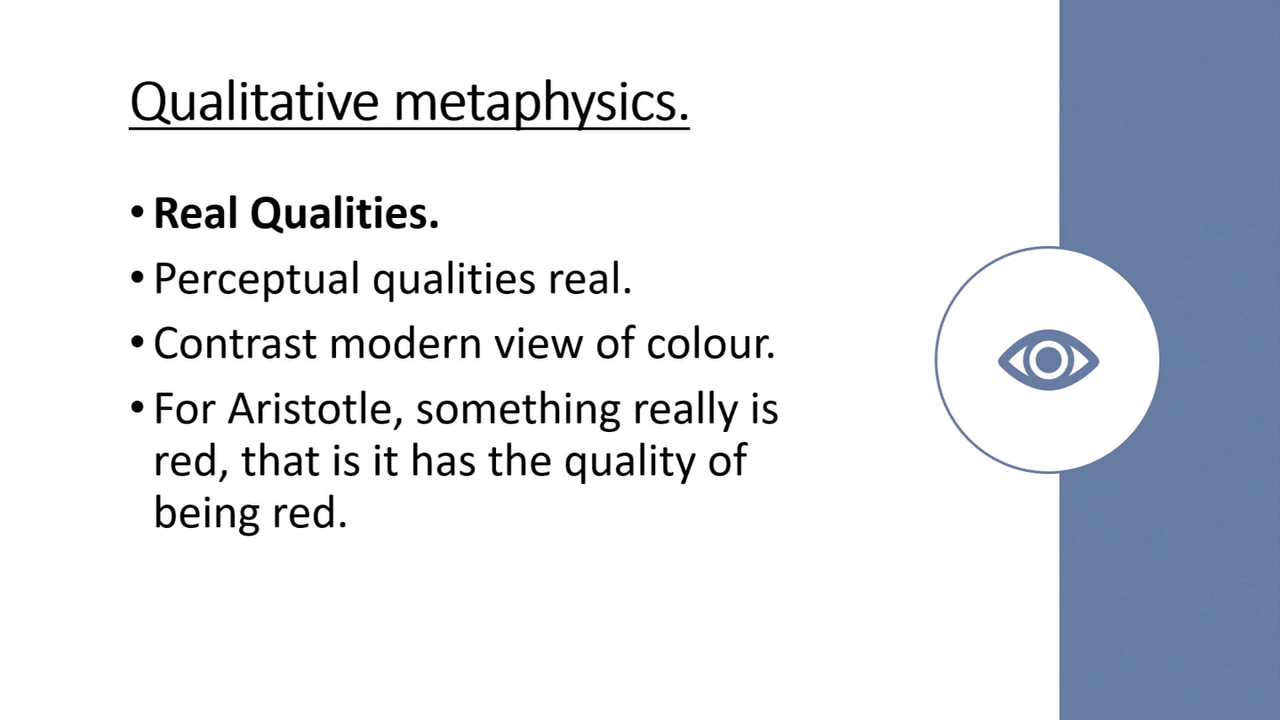 Qualitative metaphysics.
• Real Qualities.
• Perceptual qualities real.
• Contrast modern view of colour.
• For Aristotle, something really is
red, that is it has the quality of
being red.